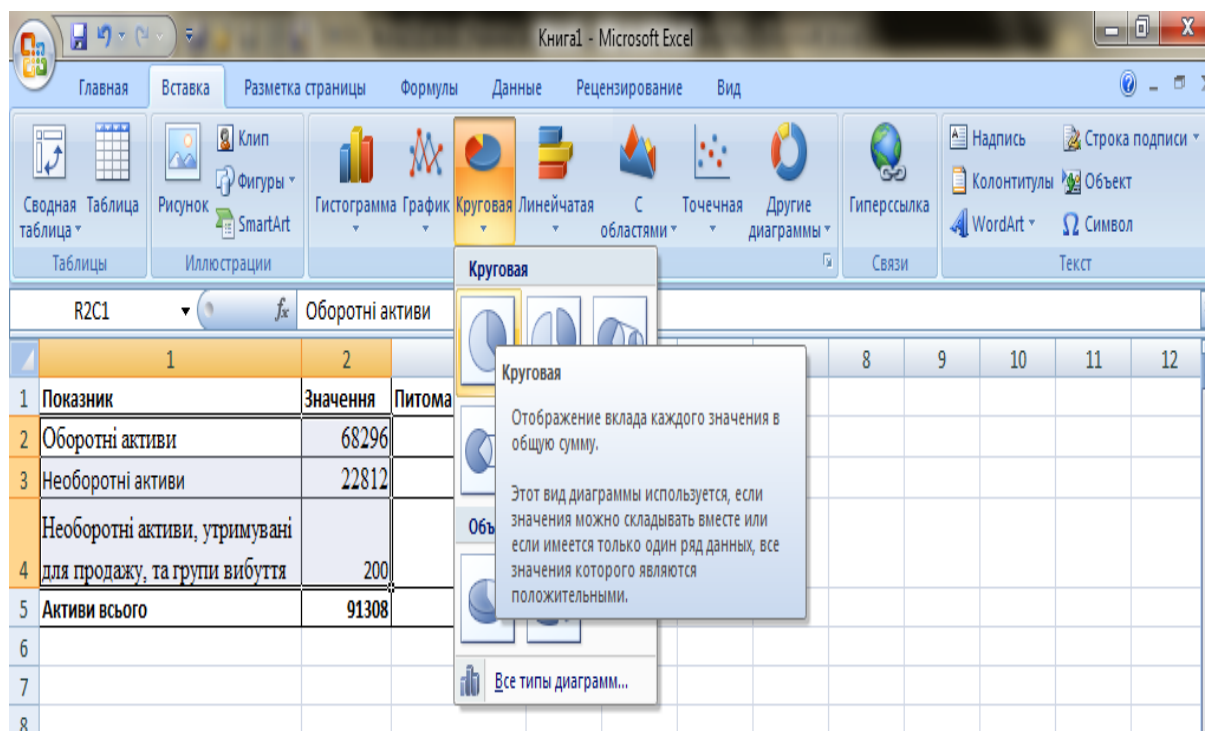 Книга1 - Microsoft Excel
Главная Вставка Разметка страницы Формулы Данные Рецензирование Вид
Сводная таблица
Таблица
Рисунок
Клип
Фигуры
SmartArt
Гистограмма
График
Круговая
Линейчатая
С областями
Точечная
Другие диаграммы
Гиперссылка
Надпись
Колонтитулы
WordArt
Строка подписи
Объект
Символ
Таблицы Иллюстрации Связи Текст
R2C1 fx Оборотні активи
Круговая
Круговая
Отображение вклада каждого значения в
общую сумму.
Этот вид диаграммы используется, если
значения можно складывать вместе или
если имеется только один ряд данных, все
значения которого являются
положительными.
Все типы диаграмм...
1 2 8 9 10 11 12
1 Показник Значення Питома
2 Оборотні активи 68296
3 Необоротні активи 22812
Необоротні активи, утримувані
4 для продажу, та групи вибуття 200
5 Активи всього 91308
6
7
8